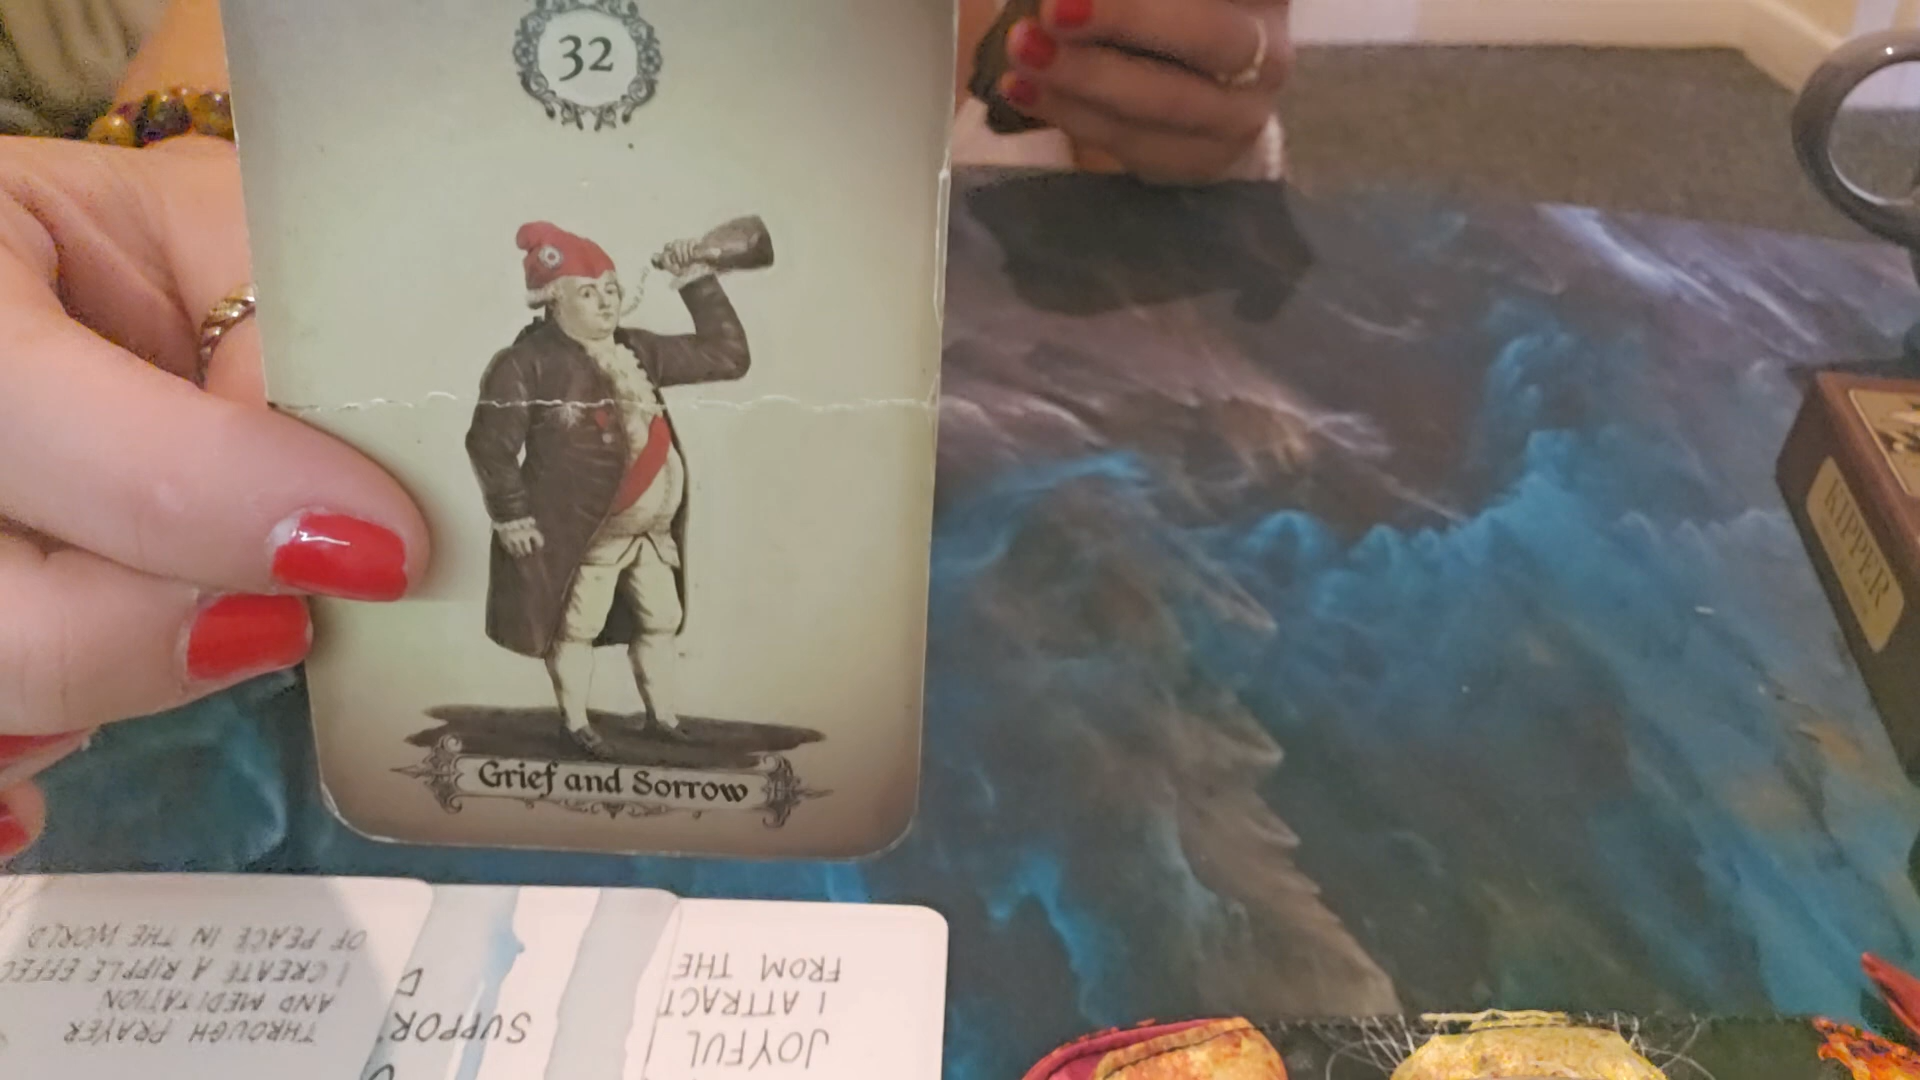 32
Grief and Sorrow
KIPPER
THROUGH PRAYER
AND MEDITATION
I CREATE A RIPPLE EFFEC
OF PEACE IN THE WORLD
SUPPOR
JOYFUL
I ATTRACT
FROM THE